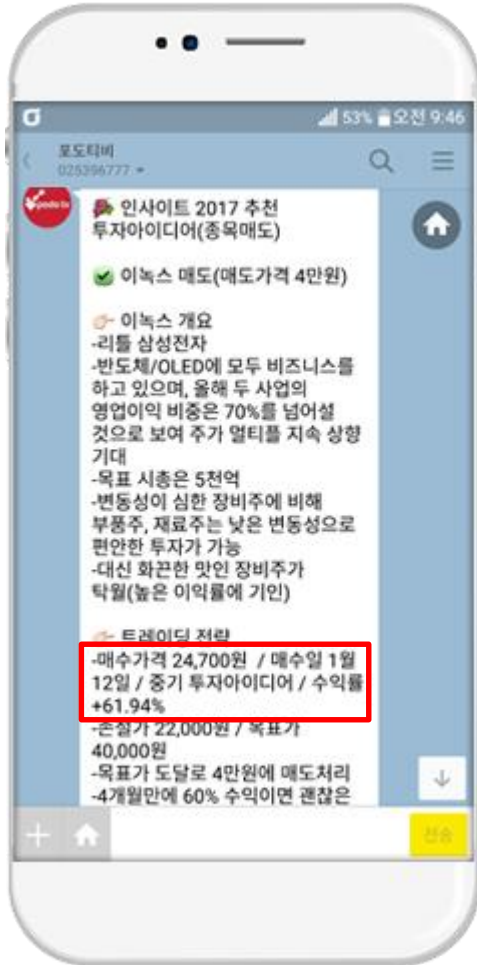 53% 오전 9:46
포도티비
025396777
podo tv
인사이트 2017 추천
투자아이디어(종목매도)
이녹스 매도(매도가격 4만원)
이녹스 개요
-리틀 삼성전자
-반도체/OLED에 모두 비즈니스를
하고 있으며, 올해 두 사업의
영업이익 비중은 70%를 넘어설
것으로 보여 주가 멀티플 지속 상향
기대
-목표 시총은 5천억
-변동성이 심한 장비주에 비해
부품주, 재료주는 낮은 변동성으로
편안한 투자가 가능
-대신 화끈한 맛인 장비주가
탁월(높은 이익률에 기인)
트레이딩 전략
-매수가격 24,700원 / 매수일 1월
12일 / 중기 투자아이디어 / 수익률
+61.94%
-손절가 22,000원 / 목표가
40,000원
-목표가 도달로 4만원에 매도처리
-4개월만에 60% 수익이면 괜찮은
전송